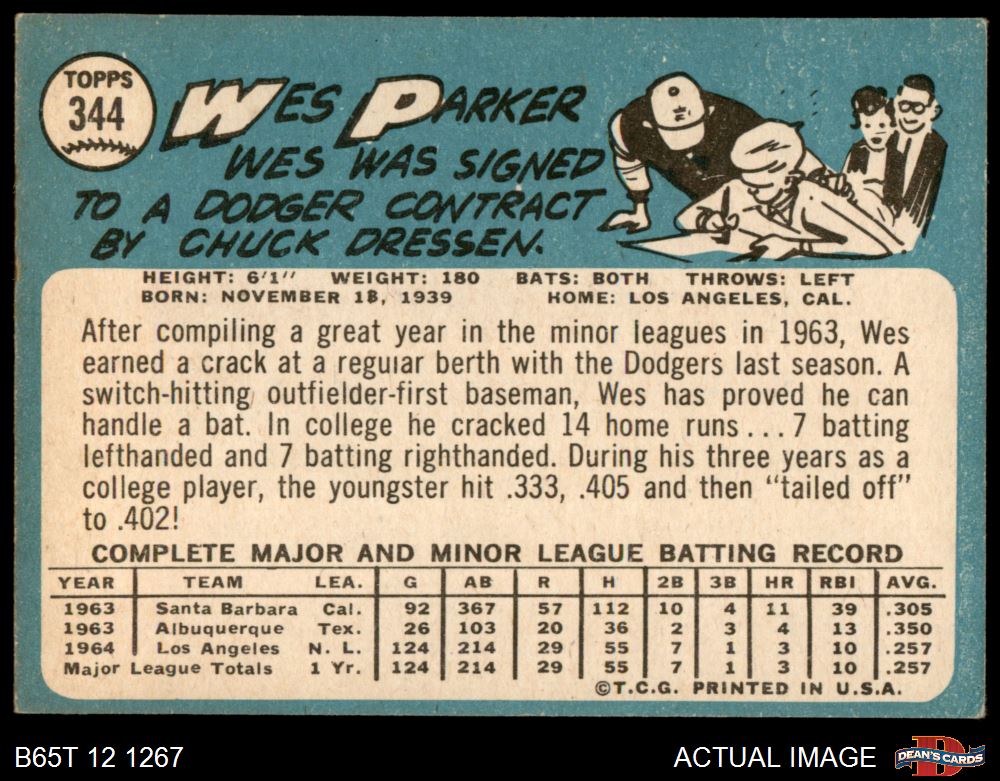 TOPPS
344
WES PARKER
WES WAS SIGNED
TO A DODGER CONTRACT
BY CHUCK DRESSEN.
HEIGHT: 6'1" WEIGHT: 180 BATS: BOTH THROWS: LEFT
BORN: NOVEMBER 18, 1939 HOME: LOS ANGELES, CAL.
After compiling a great year in the minor leagues in 1963, Wes
earned a crack at a regular berth with the Dodgers last season. A
switch-hitting outfielder-first baseman, Wes has proved he can
handle a bat. In college he cracked 14 home runs...7 batting
lefthanded and 7 batting righthanded. During his three years as a
college player, the youngster hit .333, .405 and then "tailed off"
to .402!
COMPLETE MAJOR AND MINOR LEAGUE BATTING RECORD
YEAR TEAM LEA. G AB R H 2B 3B HR RBI AVG.
1963 Santa Barbara Cal. 92 367 57 112 10 4 11 39 .305
1963 Albuquerque Tex. 26 103 20 36 2 3 4 13 .350
1964 Los Angeles N. L. 124 214 29 55 7 1 3 10 .257
Major League Totals 1 Yr. 124 214 29 55 7 1 3 10 .257
©T.C.G. PRINTED IN U.S.A.
B65T 12 1267 ACTUAL IMAGE
D
DEAN'S CARDS